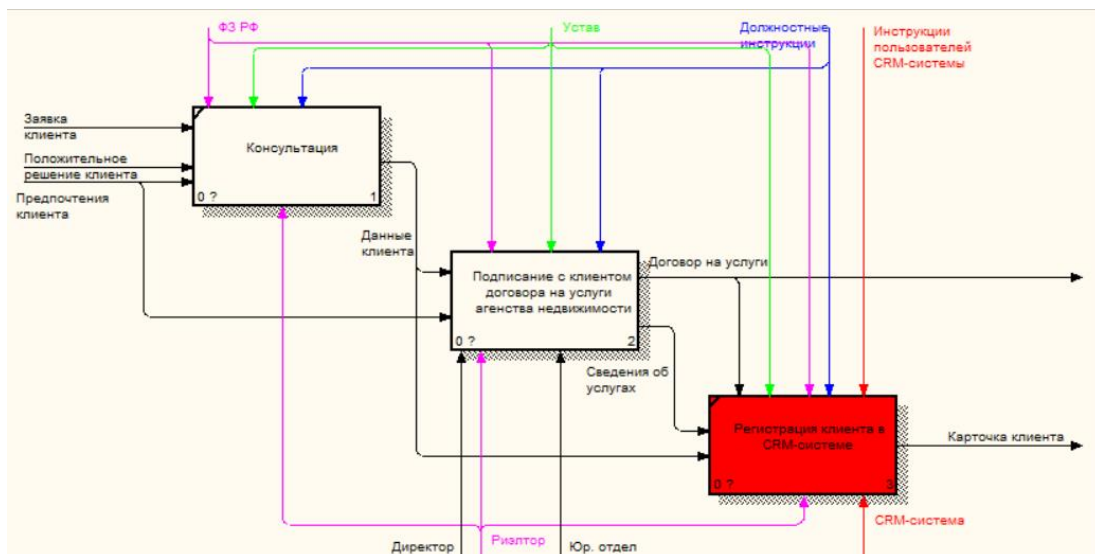 ФЗ РФ
Устав
Должностные
инструкции
Инструкции
пользователей
CRM-системы
Заявка
клиента
Консультация
Положительное
решение клиента
0 ?
1
Предпочтения
клиента
Данные
клиента
Договор на услуги
Подписание с клиентом
договора на услуги
агенства недвижимости
0 ?
2
Сведения об
услугах
Регистрация клиента в
CRM-системе
Карточка клиента
0 ?
3
CRM-система
Директор
Риэлтор
Юр. отдел